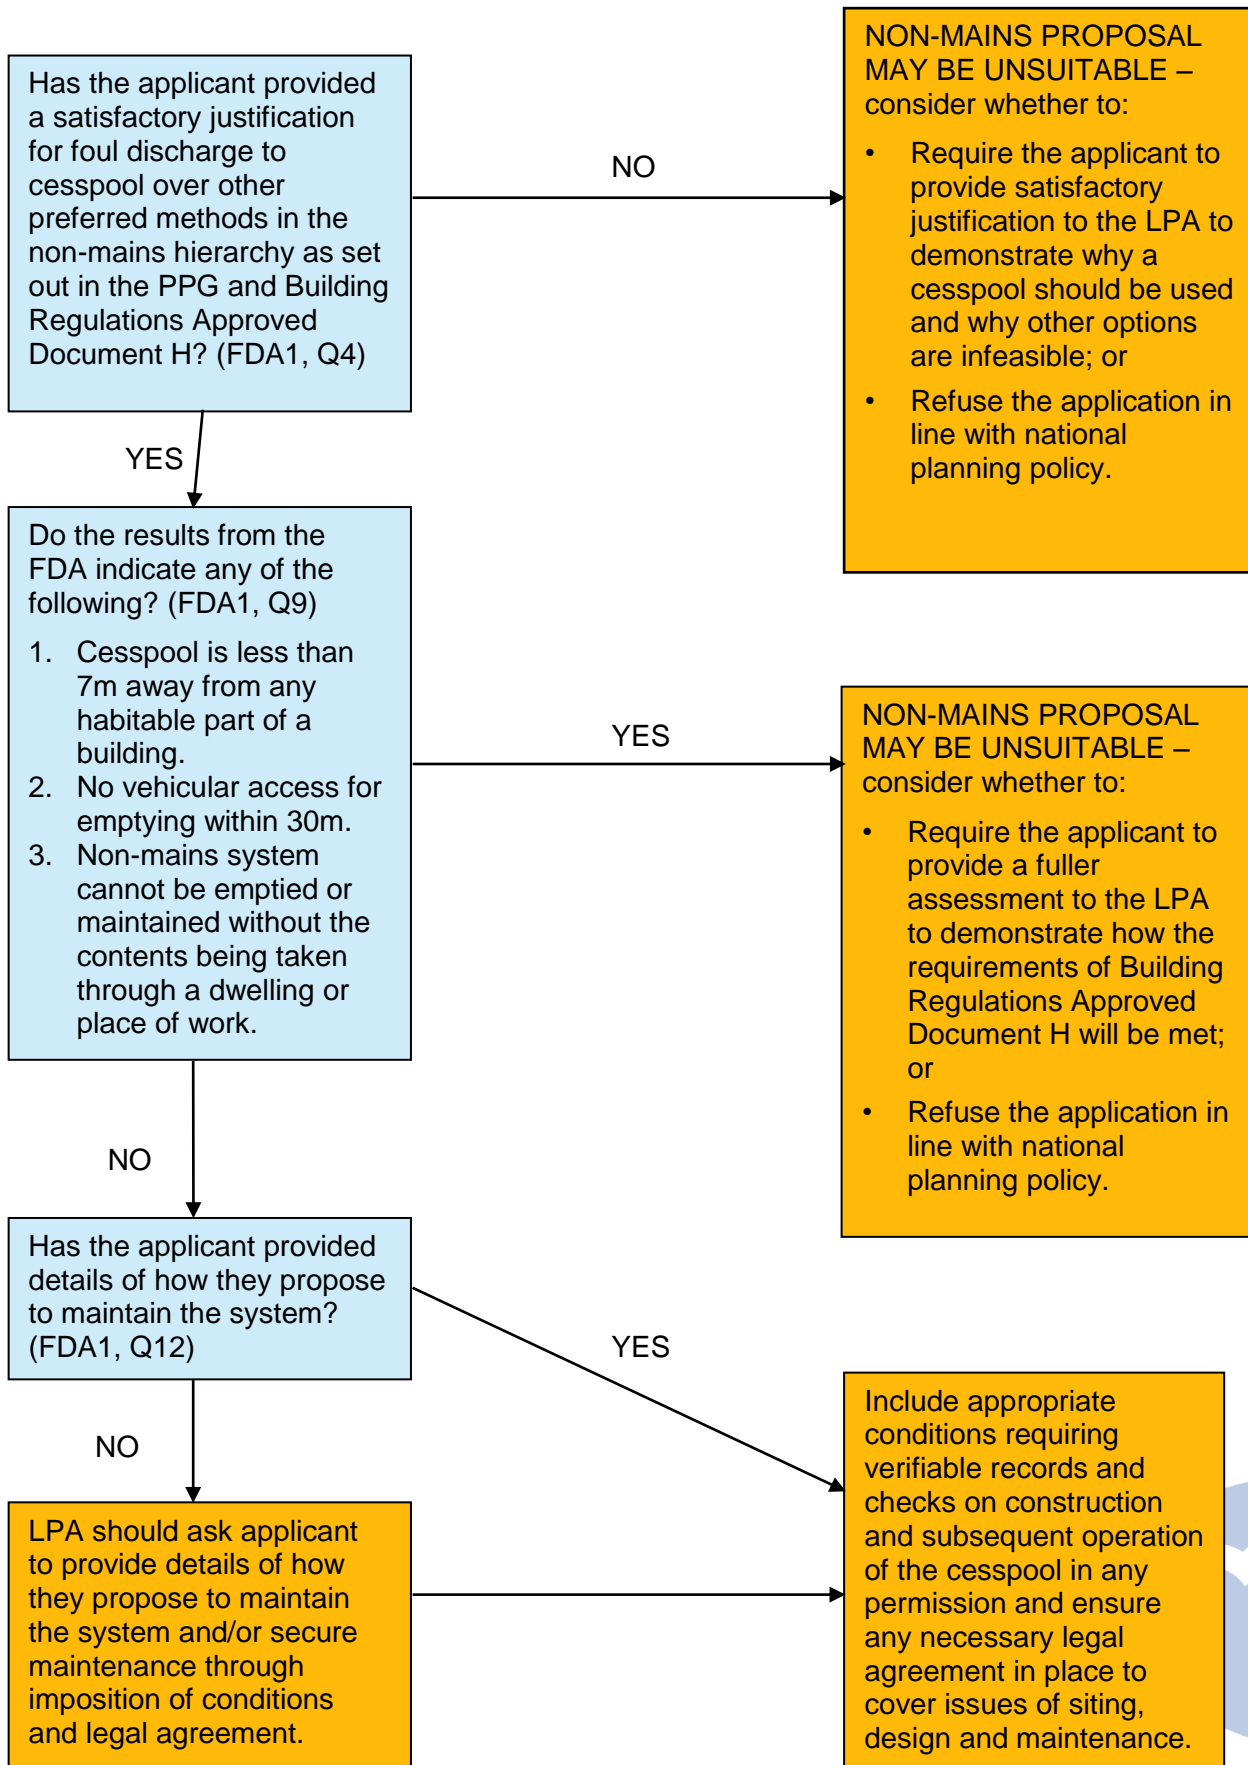 Has the applicant provided
a satisfactory justification
for foul discharge to
cesspool over other
preferred methods in the
non-mains hierarchy as set
out in the PPG and Building
Regulations Approved
Document H? (FDA1, Q4)
NO
NON-MAINS PROPOSAL
MAY BE UNSUITABLE –
consider whether to:
• Require the applicant to
provide satisfactory
justification to the LPA to
demonstrate why a
cesspool should be used
and why other options
are infeasible; or
• Refuse the application in
line with national
planning policy.
YES
Do the results from the
FDA indicate any of the
following? (FDA1, Q9)
1. Cesspool is less than
7m away from any
habitable part of a
building.
2. No vehicular access for
emptying within 30m.
3. Non-mains system
cannot be emptied or
maintained without the
contents being taken
through a dwelling or
place of work.
YES
NON-MAINS PROPOSAL
MAY BE UNSUITABLE –
consider whether to:
• Require the applicant to
provide a fuller
assessment to the LPA
to demonstrate how the
requirements of Building
Regulations Approved
Document H will be met;
or
• Refuse the application in
line with national
planning policy.
NO
Has the applicant provided
details of how they propose
to maintain the system?
(FDA1, Q12)
YES
NO
LPA should ask applicant
to provide details of how
they propose to maintain
the system and/or secure
maintenance through
imposition of conditions
and legal agreement.
Include appropriate
conditions requiring
verifiable records and
checks on construction
and subsequent operation
of the cesspool in any
permission and ensure
any necessary legal
agreement in place to
cover issues of siting,
design and maintenance.